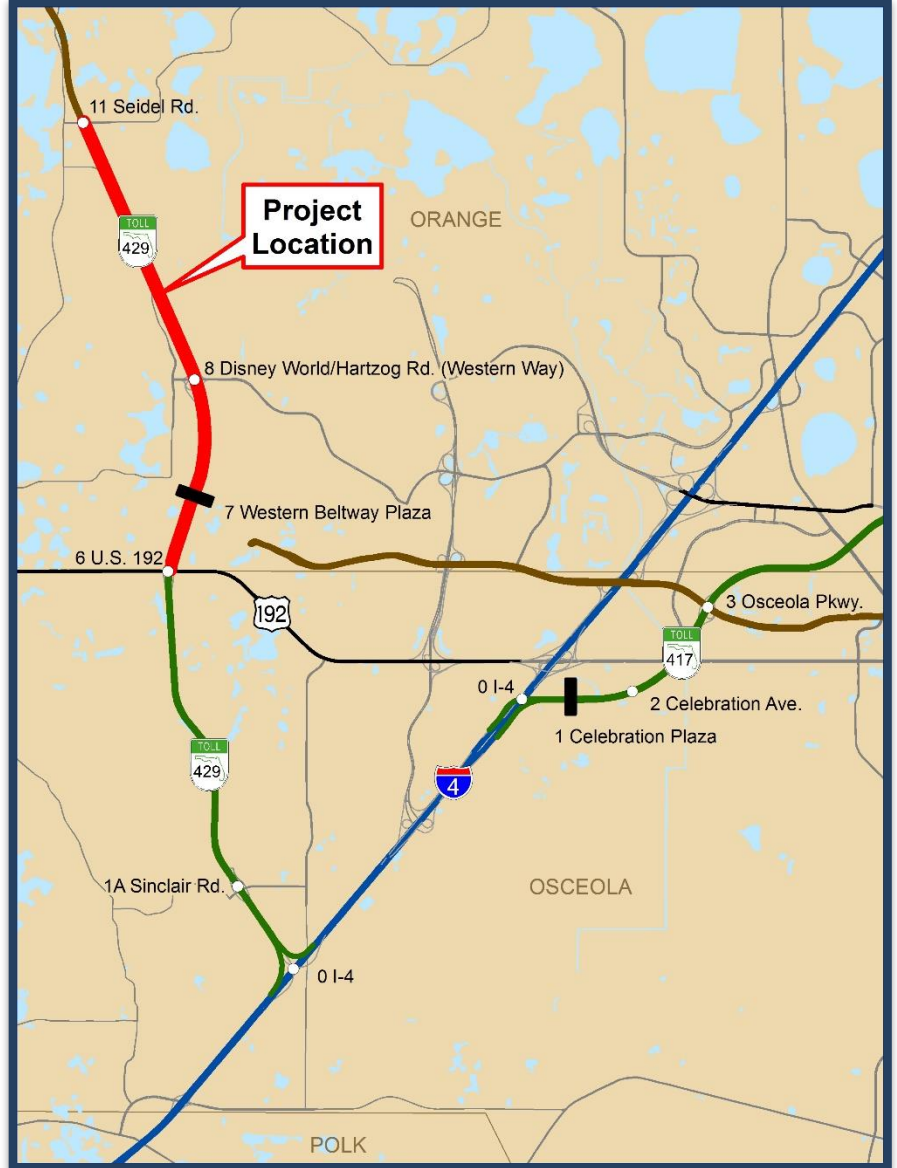 11 Seidel Rd.
TOLL
429
Project
Location
ORANGE
8 Disney World/Hartzog Rd. (Western Way)
7 Western Beltway Plaza
6 U.S. 192
192
3 Osceola Pkwy.
TOLL
417
0 I-4
2 Celebration Ave.
1 Celebration Plaza
TOLL
429
4
1A Sinclair Rd.
OSCEOLA
0 I-4
POLK